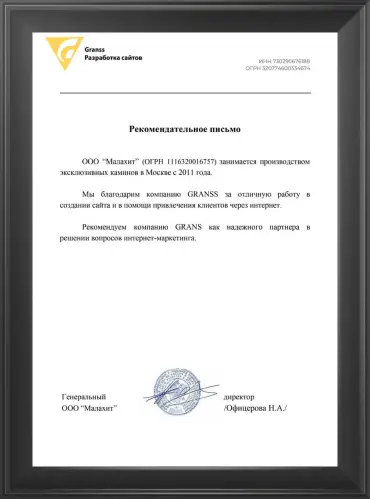 Granss
Разработка сайтов
ИНН 730290676188
ОГРН 320774600334674
Рекомендательное письмо
ООО “Малахит” (ОГРН 1116320016757) занимается производством
эксклюзивных каминов в Москве с 2011 года.
Мы благодарим компанию GRANSS за отличную работу в
создании сайта и в помощи привлечения клиентов через интернет.
Рекомендуем компанию GRANS как надежного партнера в
решении вопросов интернет-маркетинга.
Генеральный директор
ООО “Малахит” /Офицерова Н.А./